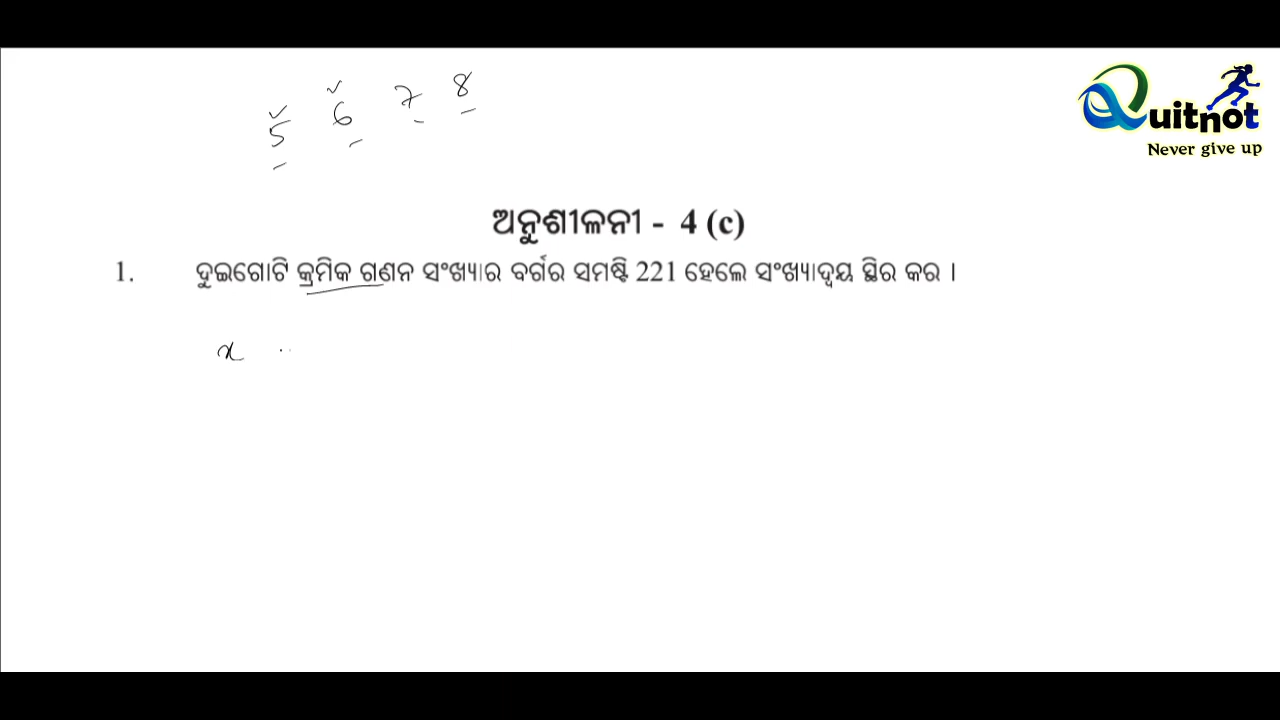 5 6 7 8
Quitnot
Never give up
ଅନୁଶୀଳନୀ - 4 (c)
1. ଦୁଇଗୋଟି କ୍ରମିକ ଗଣନ ସଂଖ୍ୟାର ବର୍ଗର ସମଷ୍ଟି 221 ହେଲେ ସଂଖ୍ୟାଦ୍ୱୟ ସ୍ଥିର କର ।
x